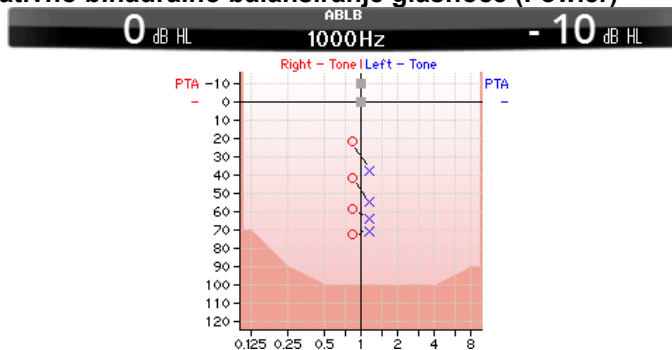 ativno binauralno balansiranje glasnoće (Fowler)
ABLB
0 dB HL 1000Hz - 10 dB HL
Right - Tone Left - Tone
PTA PTA
- -
-10
0
10
20
30
40
50
60
70
80
90
100
110
120
0.125 0.25 0.5 1 2 4 8